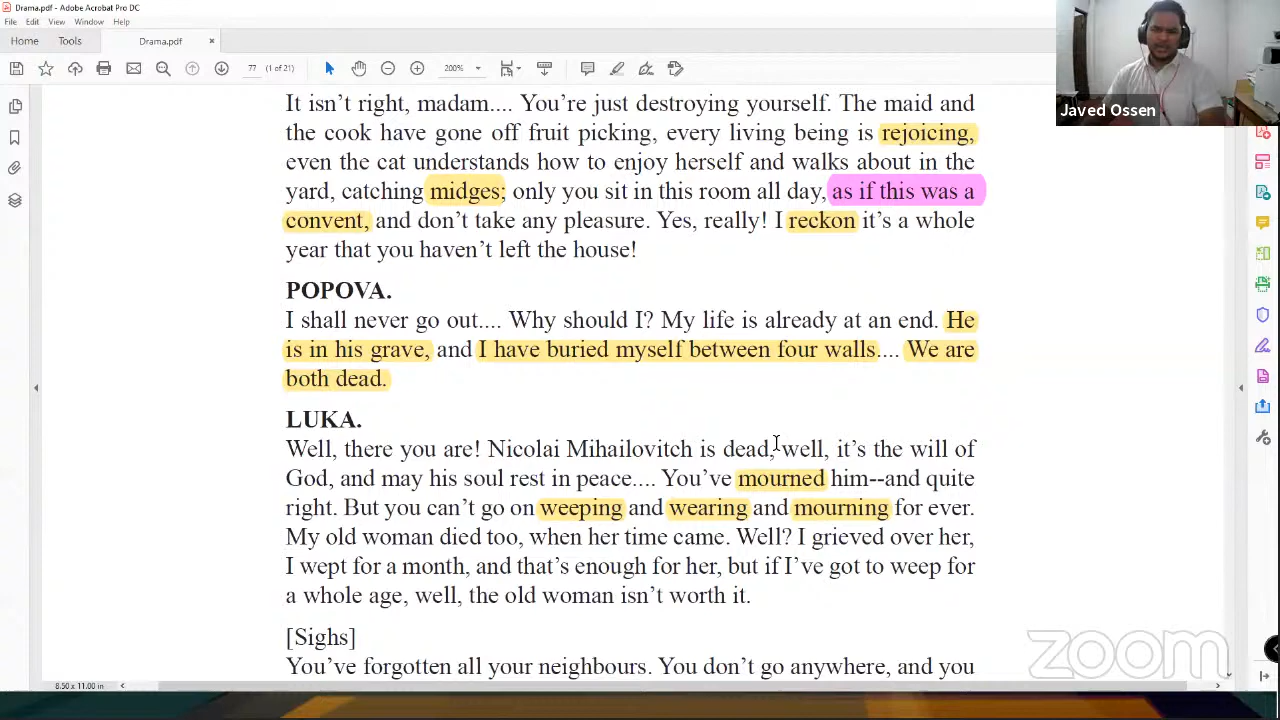 Drama.pdf - Adobe Acrobat Pro DC
File Edit View Window Help
Home Tools Drama.pdf ×
77 (1 of 21) 200%
Javed Ossen
It isn’t right, madam.... You’re just destroying yourself. The maid and
the cook have gone off fruit picking, every living being is rejoicing,
even the cat understands how to enjoy herself and walks about in the
yard, catching midges; only you sit in this room all day, as if this was a
convent, and don’t take any pleasure. Yes, really! I reckon it’s a whole
year that you haven’t left the house!
POPOVA.
I shall never go out.... Why should I? My life is already at an end. He
is in his grave, and I have buried myself between four walls.... We are
both dead.
LUKA.
Well, there you are! Nicolai Mihailovitch is dead, well, it’s the will of
God, and may his soul rest in peace.... You’ve mourned him--and quite
right. But you can’t go on weeping and wearing and mourning for ever.
My old woman died too, when her time came. Well? I grieved over her,
I wept for a month, and that’s enough for her, but if I’ve got to weep for
a whole age, well, the old woman isn’t worth it.
[Sighs]
You’ve forgotten all your neighbours. You don’t go anywhere, and you
zoom
8.50 x 11.00 in